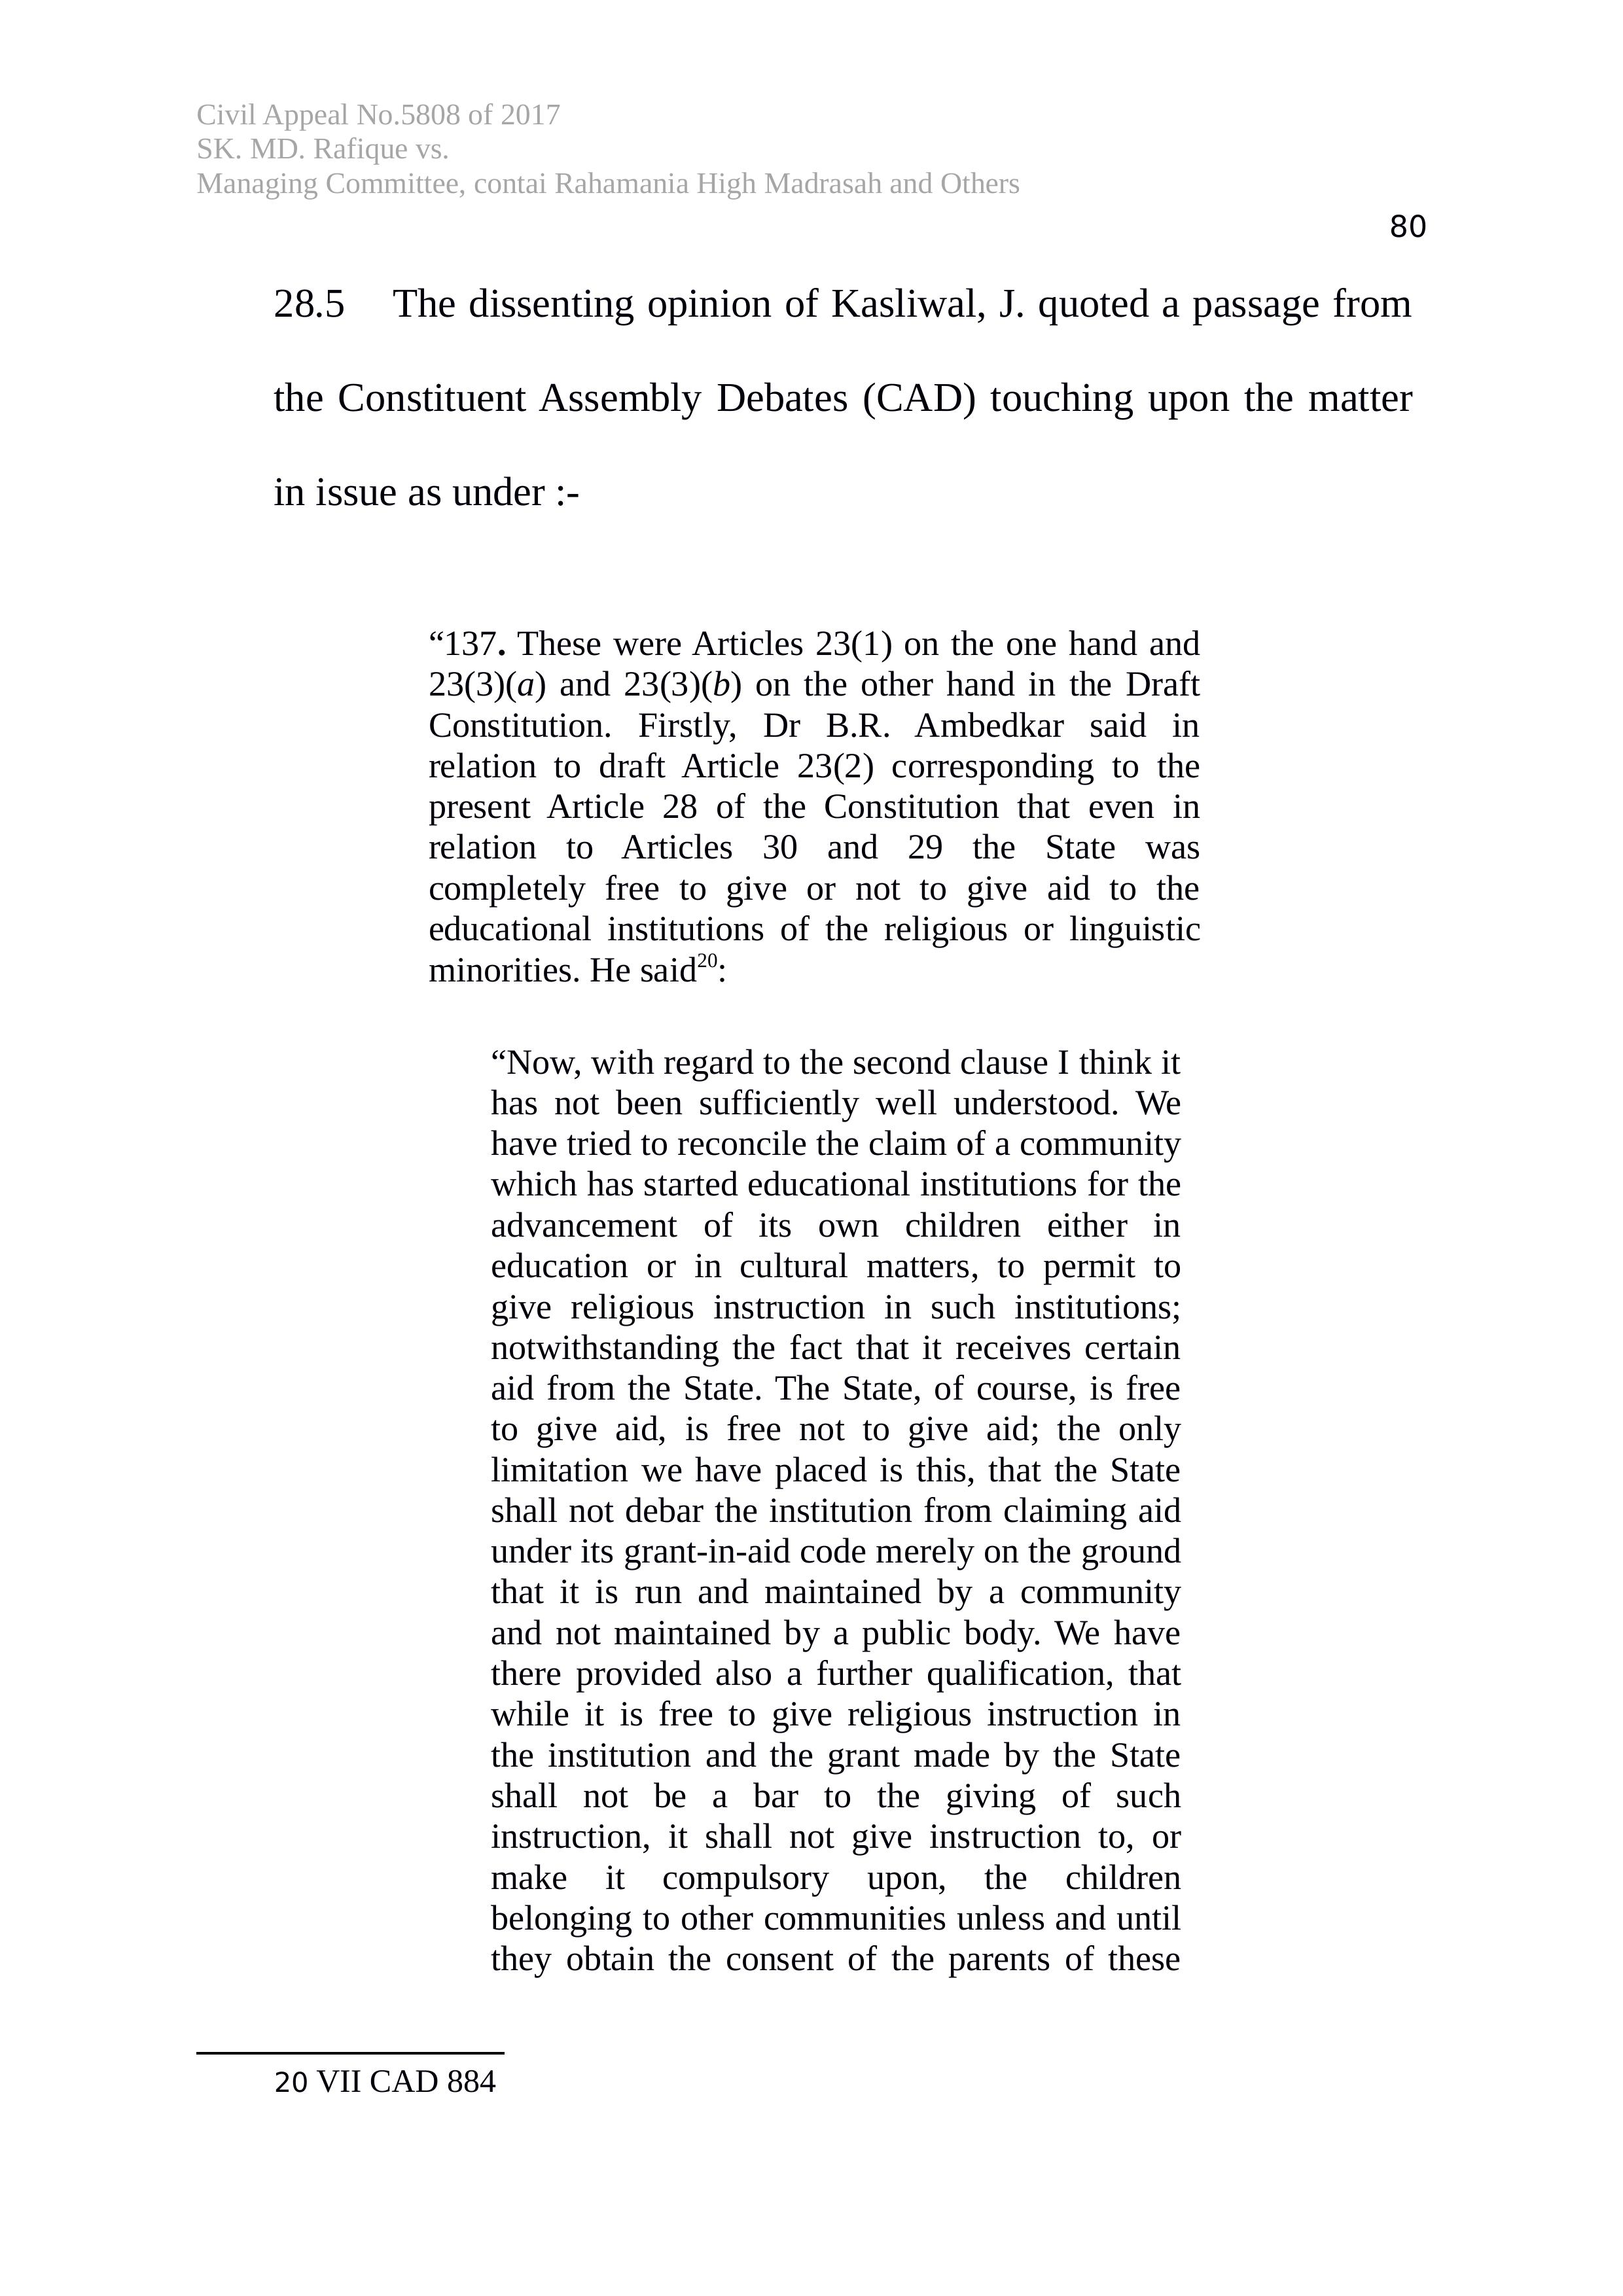 Civil Appeal No.5808 of 2017
SK. MD. Rafique vs.
Managing Committee, contai Rahamania High Madrasah and Others
80
28.5 The dissenting opinion of Kasliwal, J. quoted a passage from
the Constituent Assembly Debates (CAD) touching upon the matter
in issue as under :-
“137. These were Articles 23(1) on the one hand and
23(3)(a) and 23(3)(b) on the other hand in the Draft
Constitution. Firstly, Dr B.R. Ambedkar said in
relation to draft Article 23(2) corresponding to the
present Article 28 of the Constitution that even in
relation to Articles 30 and 29 the State was
completely free to give or not to give aid to the
educational institutions of the religious or linguistic
minorities. He said20:
“Now, with regard to the second clause I think it
has not been sufficiently well understood. We
have tried to reconcile the claim of a community
which has started educational institutions for the
advancement of its own children either in
education or in cultural matters, to permit to
give religious instruction in such institutions;
notwithstanding the fact that it receives certain
aid from the State. The State, of course, is free
to give aid, is free not to give aid; the only
limitation we have placed is this, that the State
shall not debar the institution from claiming aid
under its grant-in-aid code merely on the ground
that it is run and maintained by a community
and not maintained by a public body. We have
there provided also a further qualification, that
while it is free to give religious instruction in
the institution and the grant made by the State
shall not be a bar to the giving of such
instruction, it shall not give instruction to, or
make it compulsory upon, the children
belonging to other communities unless and until
they obtain the consent of the parents of these
20 VII CAD 884